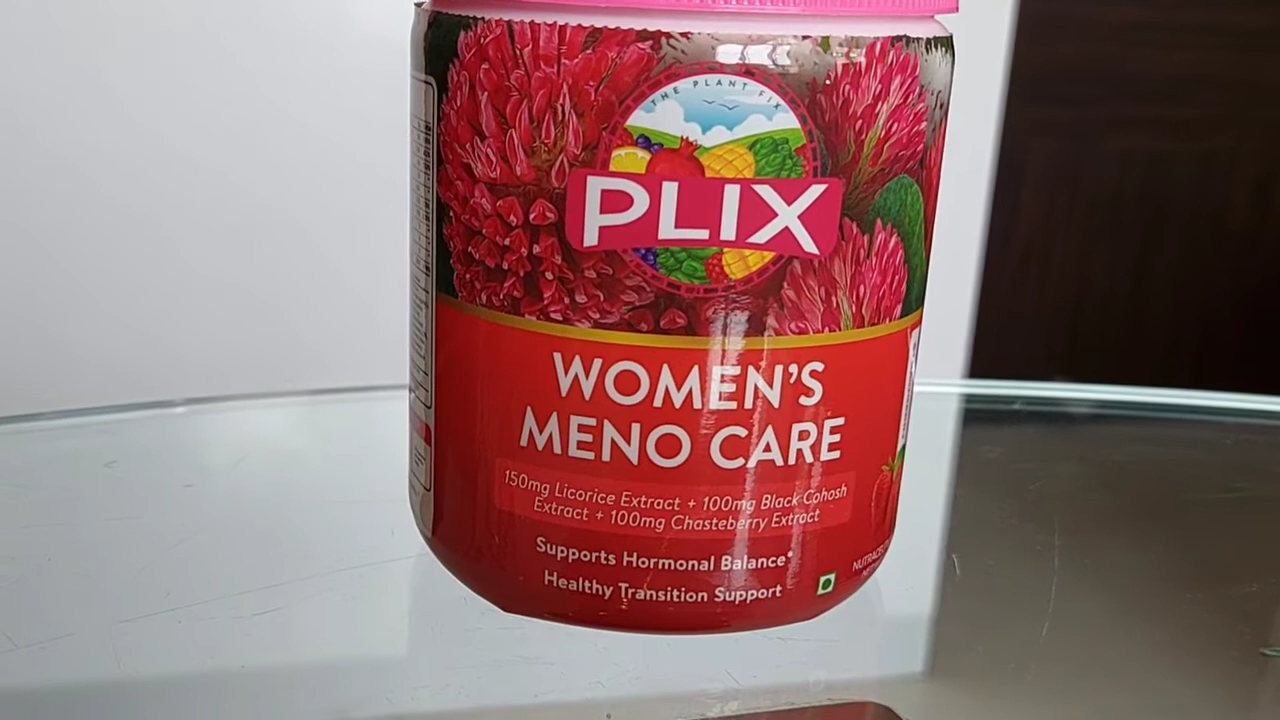 THE PLANT FIX
PLIX
WOMEN'S
MENO CARE
150mg Licorice Extract + 100mg Black Cohosh
Extract + 100mg Chasteberry Extract
Supports Hormonal Balance*
Healthy Transition Support